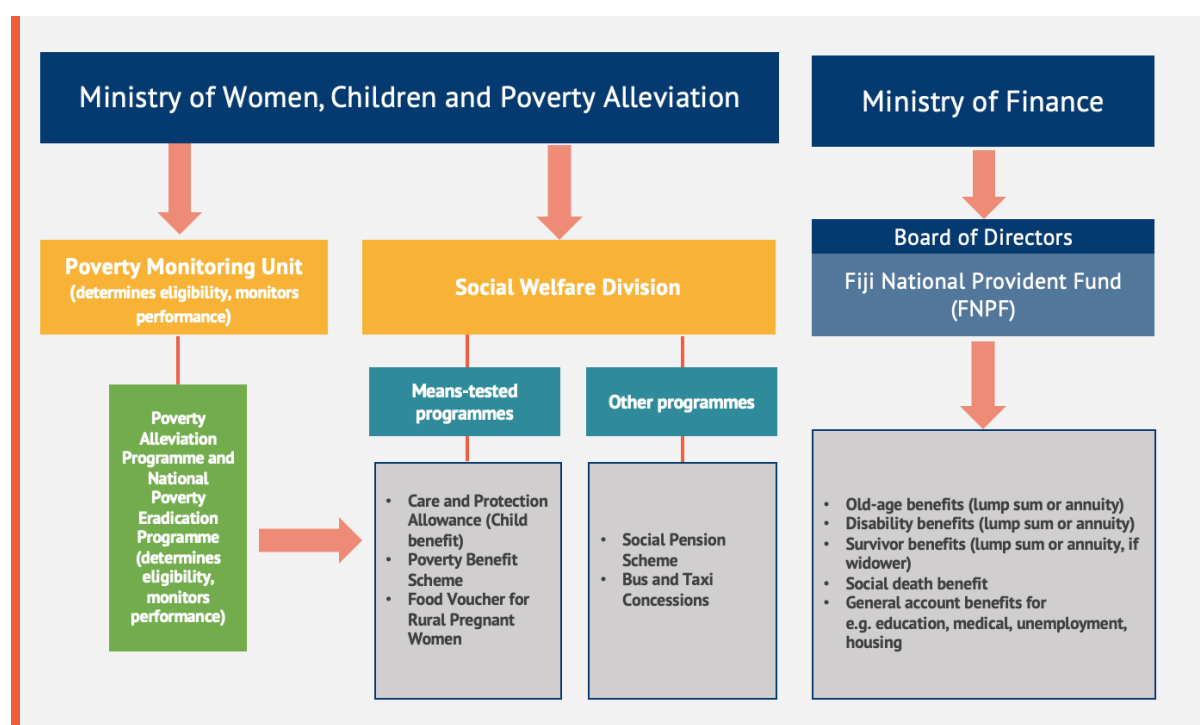 Ministry of Women, Children and Poverty Alleviation
Ministry of Finance
Poverty Monitoring Unit
(determines eligibility, monitors
performance)
Social Welfare Division
Board of Directors
Fiji National Provident Fund
(FNPF)
Poverty
Alleviation
Programme and
National
Poverty
Eradication
Programme
(determines
eligibility,
monitors
performance)
Means-tested
programmes
Other programmes
• Care and Protection
Allowance (Child
benefit)
• Poverty Benefit
Scheme
• Food Voucher for
Rural Pregnant
Women
• Social Pension
Scheme
• Bus and Taxi
Concessions
• Old-age benefits (lump sum or annuity)
• Disability benefits (lump sum or annuity)
• Survivor benefits (lump sum or annuity, if
widower)
• Social death benefit
• General account benefits for
e.g. education, medical, unemployment,
housing